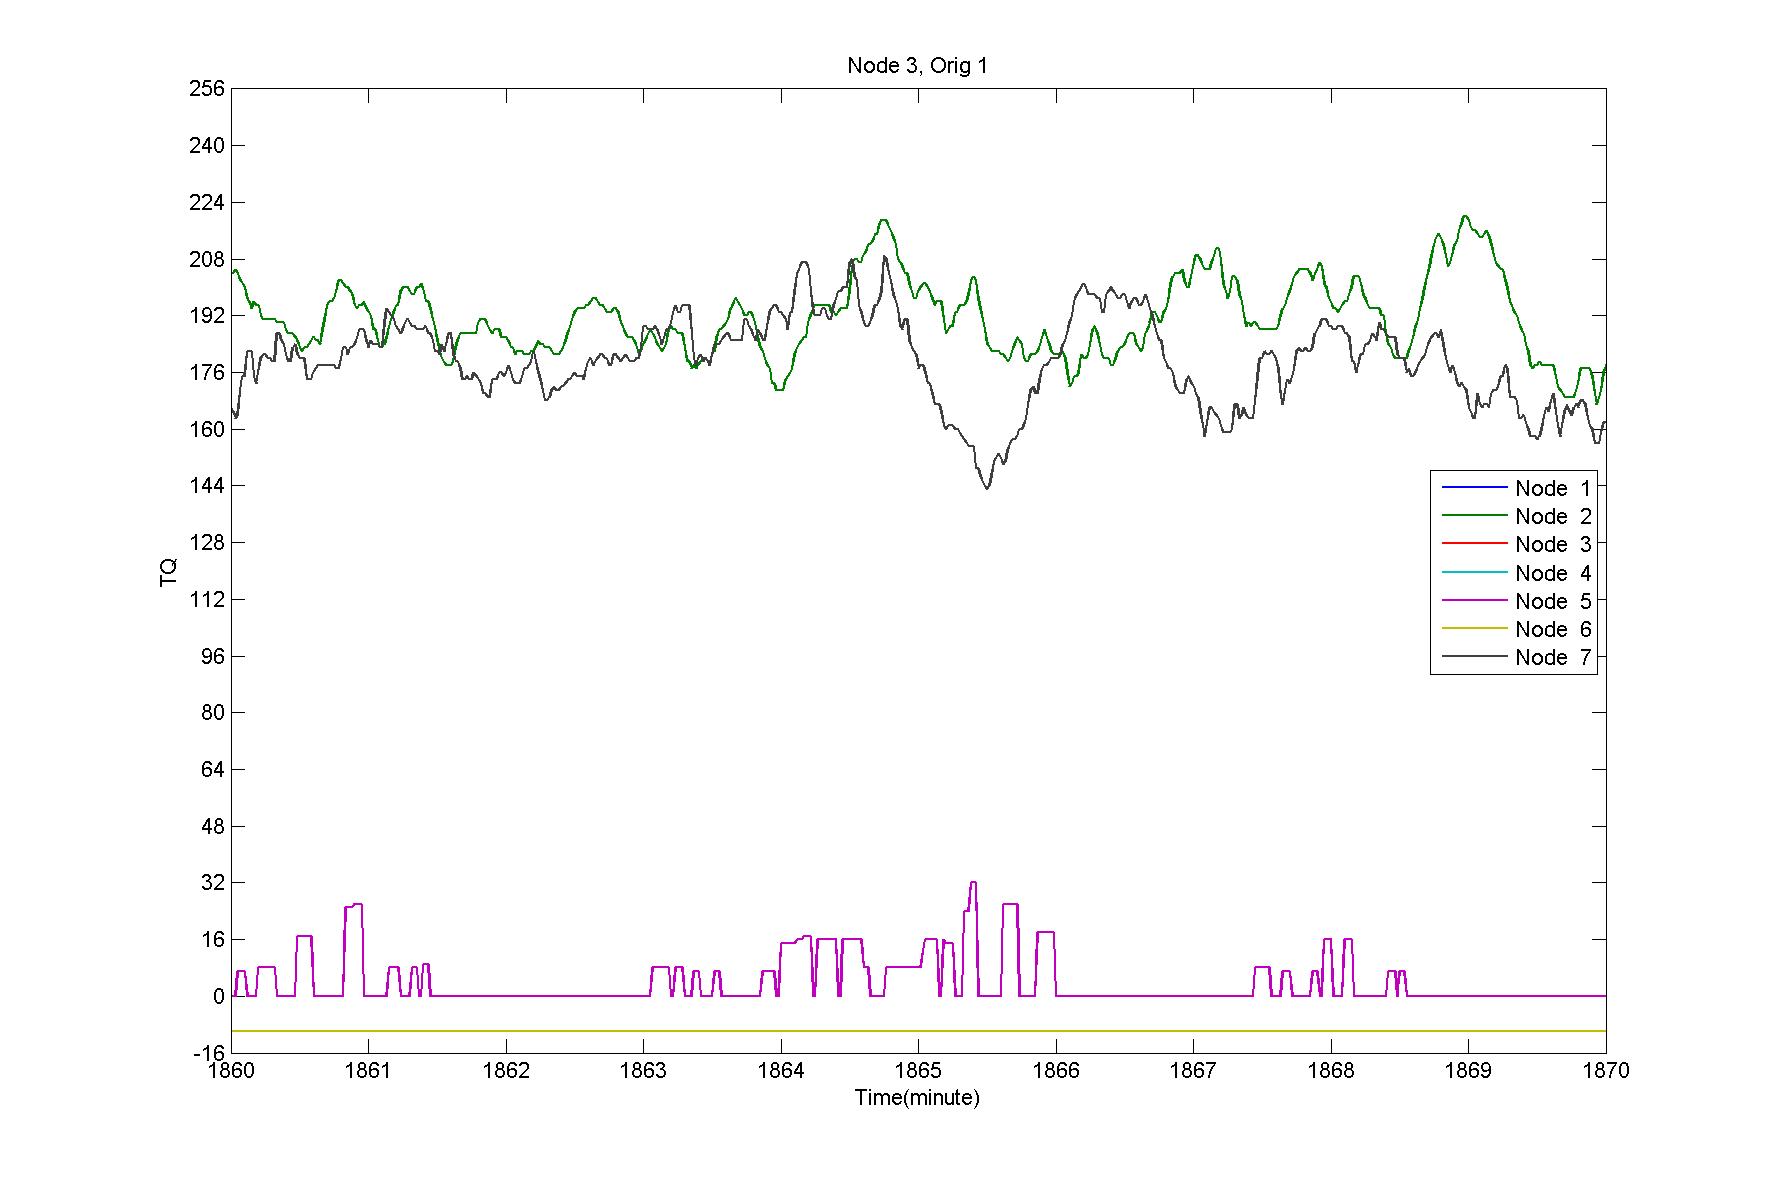 Node 3, Orig 1
256
240
224
208
192
176
160
144
128
112
96
80
64
48
32
16
0
-16
TQ
Node 1
Node 2
Node 3
Node 4
Node 5
Node 6
Node 7
1860 1861 1862 1863 1864 1865 1866 1867 1868 1869 1870
Time(minute)